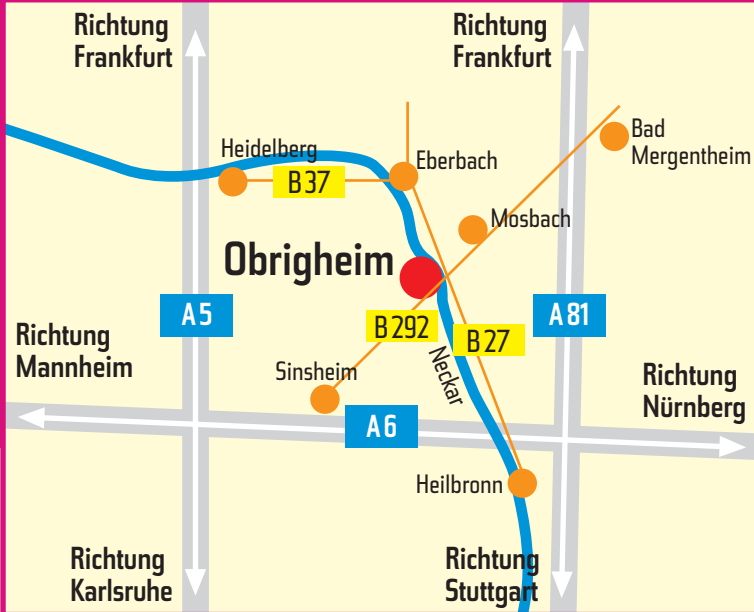 Richtung
Frankfurt
Richtung
Frankfurt
Heidelberg
Eberbach
Bad
Mergentheim
B 37
Mosbach
Obrigheim
A 5
A 81
B 292
B 27
Richtung
Mannheim
Neckar
Sinsheim
Richtung
Nürnberg
A 6
Heilbronn
Richtung
Karlsruhe
Richtung
Stuttgart